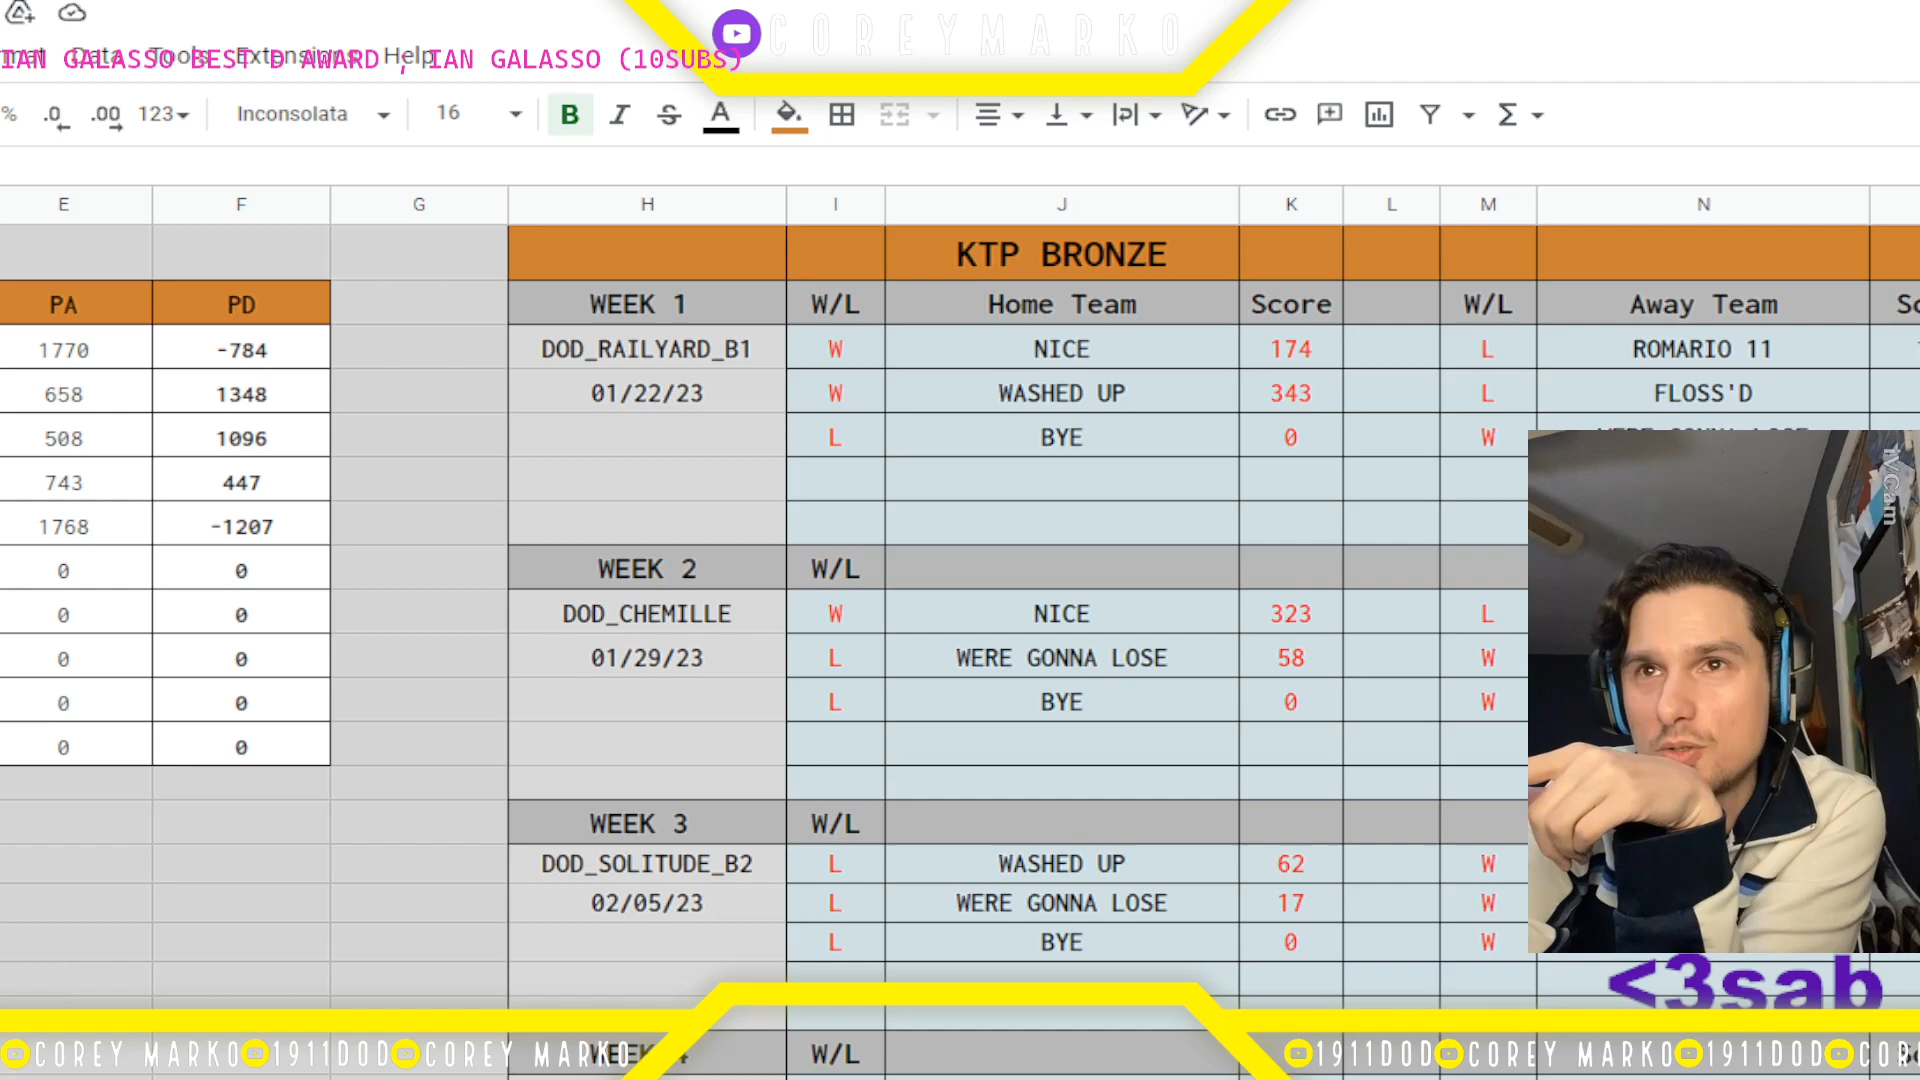 COREYMARKO
Data Tools Extensions Help
IAN GALASSO BEST D AWARD , IAN GALASSO (10SUBS)
% .0 .00 123 Inconsolata 16 B I S A
E F G H I J K L M N
KTP BRONZE
PA PD WEEK 1 W/L Home Team Score W/L Away Team
1770 -784 DOD_RAILYARD_B1 W NICE 174 L ROMARIO 11
658 1348 01/22/23 W WASHED UP 343 L FLOSS'D
508 1096 L BYE 0 W
743 447
1768 -1207
0 0 WEEK 2 W/L
0 0 DOD_CHEMILLE W NICE 323 L
0 0 01/29/23 L WERE GONNA LOSE 58 W
0 0 L BYE 0 W
0 0
WEEK 3 W/L
DOD_SOLITUDE_B2 L WASHED UP 62 W
02/05/23 L WERE GONNA LOSE 17 W
L BYE 0 W
<3sab
W/L
COREY MARKO 1911DOD COREY MARKO 1911DOD COREY MARKO 1911DOD